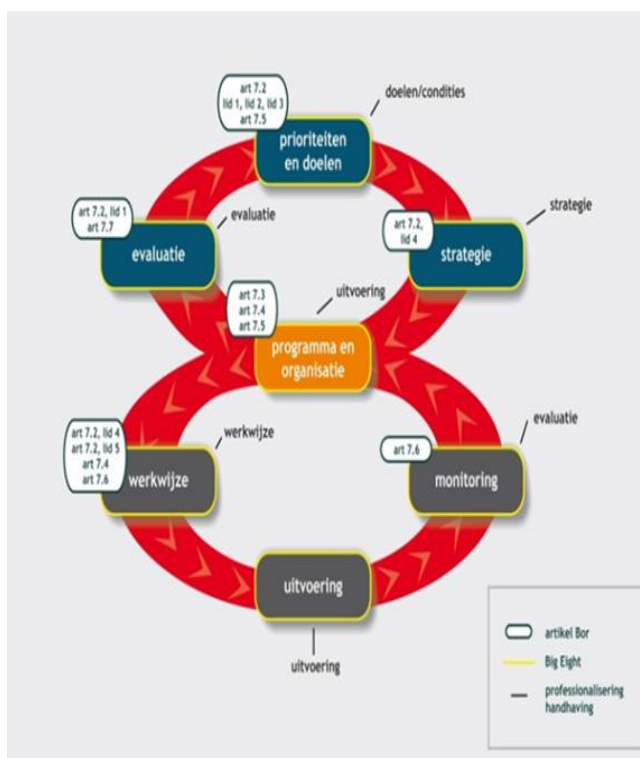 art 7.2
lid 1, lid 2, lid 3
art 7.5
doelen/condities
prioriteiten
en doelen
art 7.2, lid 1
art 7.7
evaluatie
evaluatie
art 7.2,
lid 4
strategie
strategie
art 7.3
art 7.4
art 7.5
uitvoering
programma en
organisatie
art 7.2, lid 4
art 7.2, lid 5
art 7.4
art 7.6
werkwijze
werkwijze
art 7.6
evaluatie
monitoring
uitvoering
uitvoering
artikel Bor
Big Eight
professionalisering
handhaving